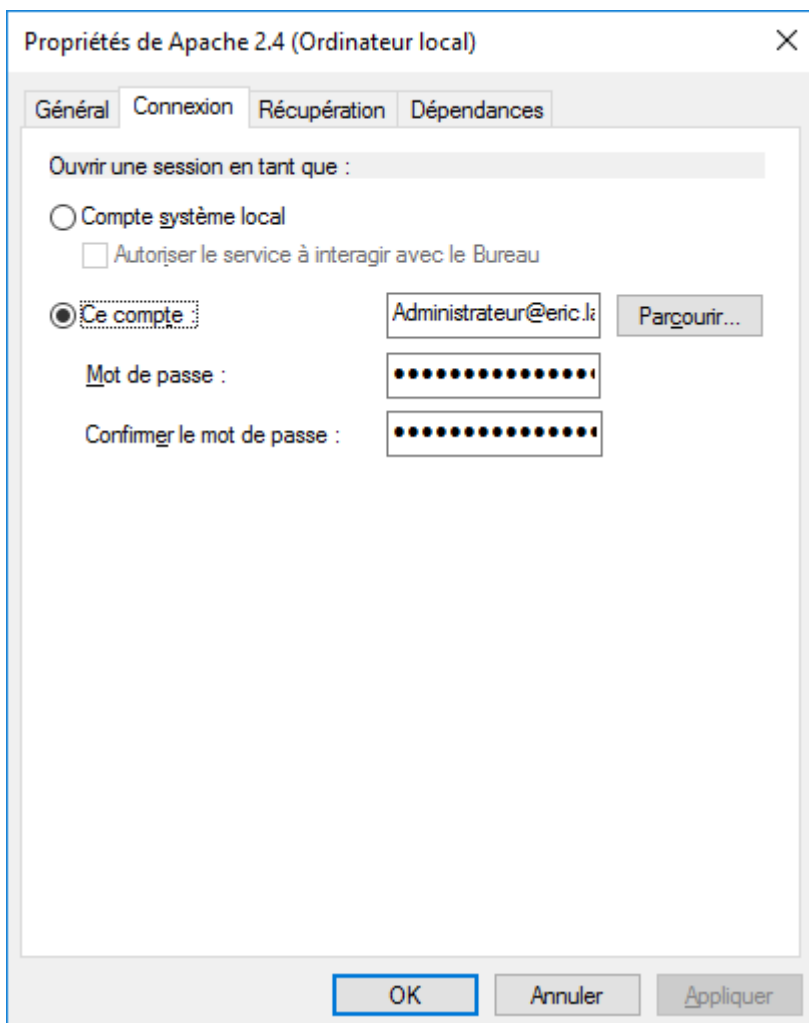 Propriétés de Apache 2.4 (Ordinateur local)
Général Connexion Récupération Dépendances
Ouvrir une session en tant que :
Compte système local
Autoriser le service à interagir avec le Bureau
Ce compte : Administrateur@eric.la Parcourir...
Mot de passe : •••••••••••••••
Confirmer le mot de passe : •••••••••••••••
OK Annuler Appliquer